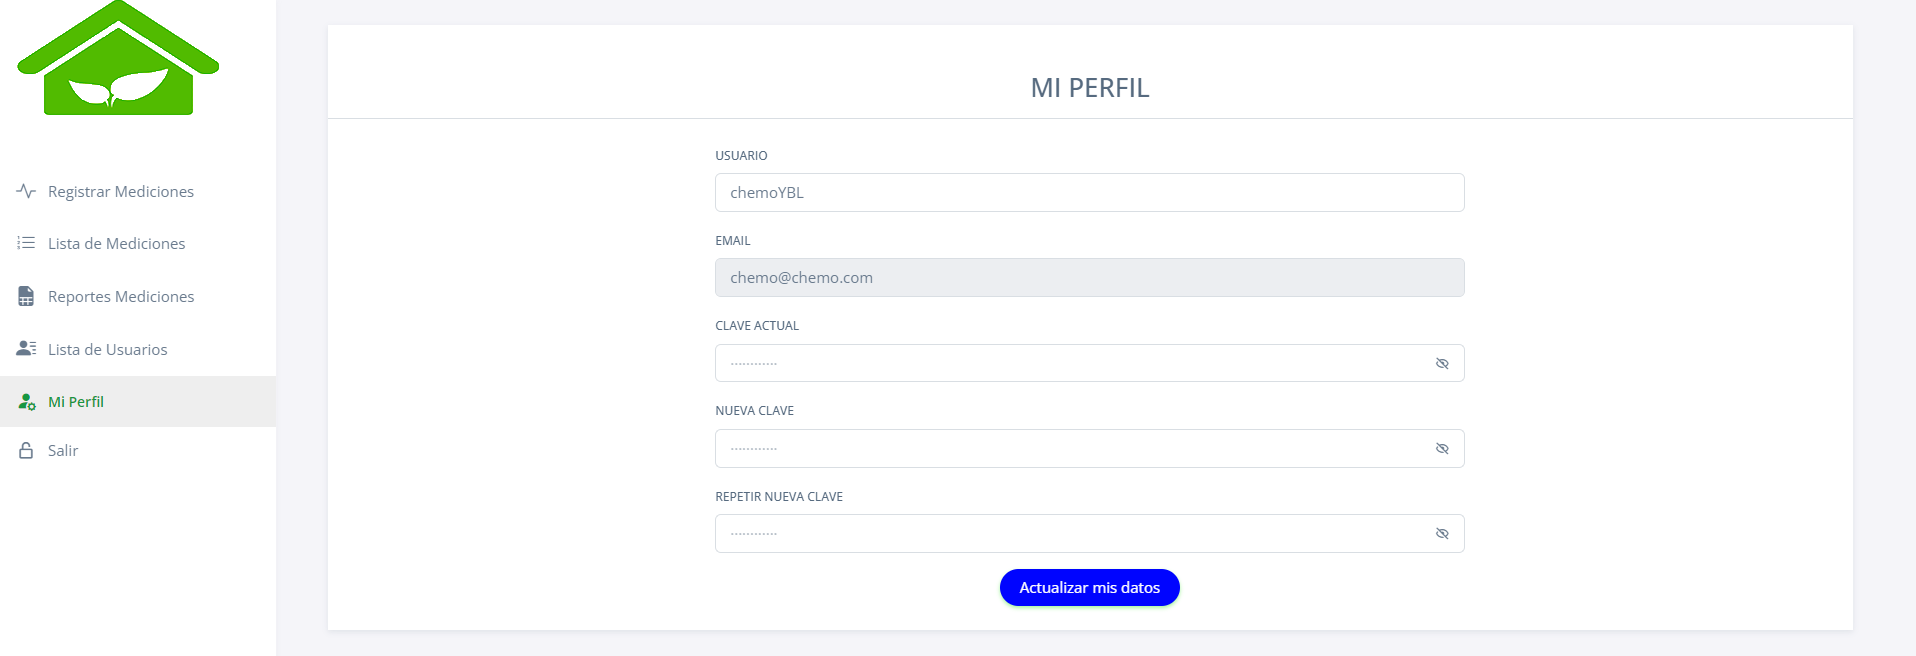 Registrar Mediciones
Lista de Mediciones
Reportes Mediciones
Lista de Usuarios
Mi Perfil
Salir
MI PERFIL
USUARIO
chemoYBL
EMAIL
chemo@chemo.com
CLAVE ACTUAL
············
NUEVA CLAVE
············
REPETIR NUEVA CLAVE
············
Actualizar mis datos